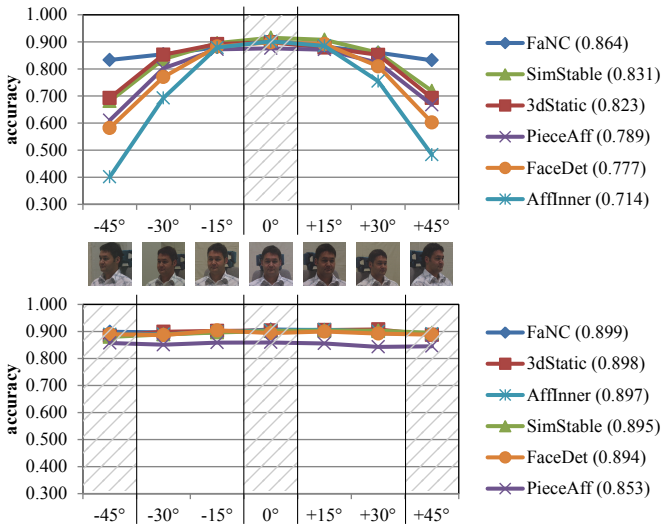 1.000
0.900
0.800
0.700
0.600
0.500
0.400
0.300
accuracy
-45° -30° -15° 0° +15° +30° +45°
FaNC (0.864)
SimStable (0.831)
3dStatic (0.823)
PieceAff (0.789)
FaceDet (0.777)
AffInner (0.714)
1.000
0.900
0.800
0.700
0.600
0.500
0.400
0.300
accuracy
-45° -30° -15° 0° +15° +30° +45°
FaNC (0.899)
3dStatic (0.898)
AffInner (0.897)
SimStable (0.895)
FaceDet (0.894)
PieceAff (0.853)